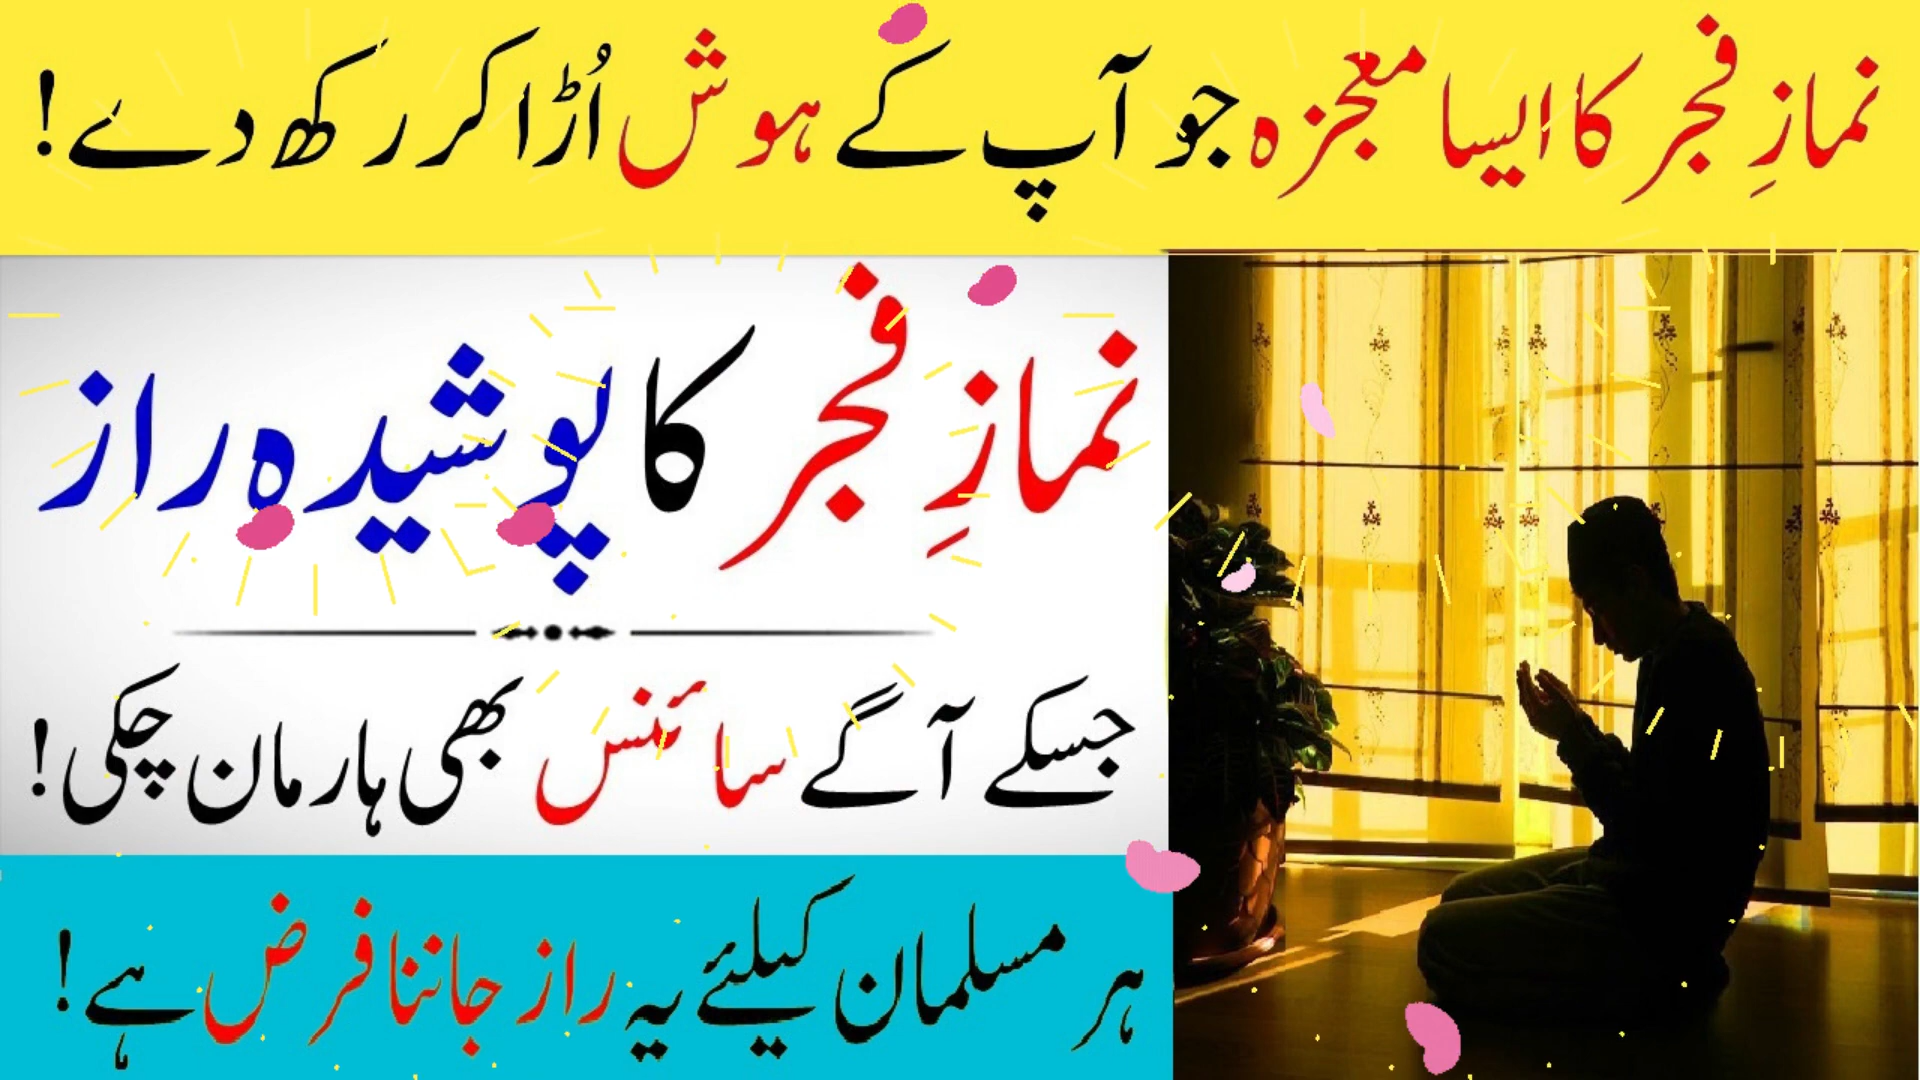 نمازِ فجر کا ایسا معجزہ جو آپ کے ہوش اُڑا کر رکھ دے!
نمازِ فجر کا پوشیدہ راز
جسکے آگے سائنس بھی ہار مان چکی!
ہر مسلمان کیلئے یہ راز جاننا فرض ہے!